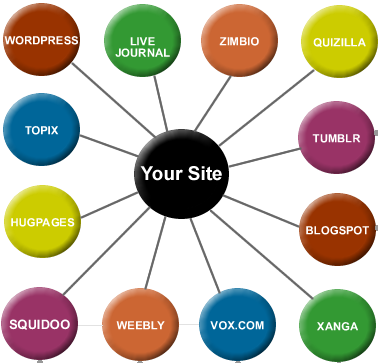 WORDPRESS
LIVE
JOURNAL
ZIMBIO
QUIZILLA
TOPIX
TUMBLR
Your Site
HUGPAGES
BLOGSPOT
SQUIDOO
WEEBLY
VOX.COM
XANGA